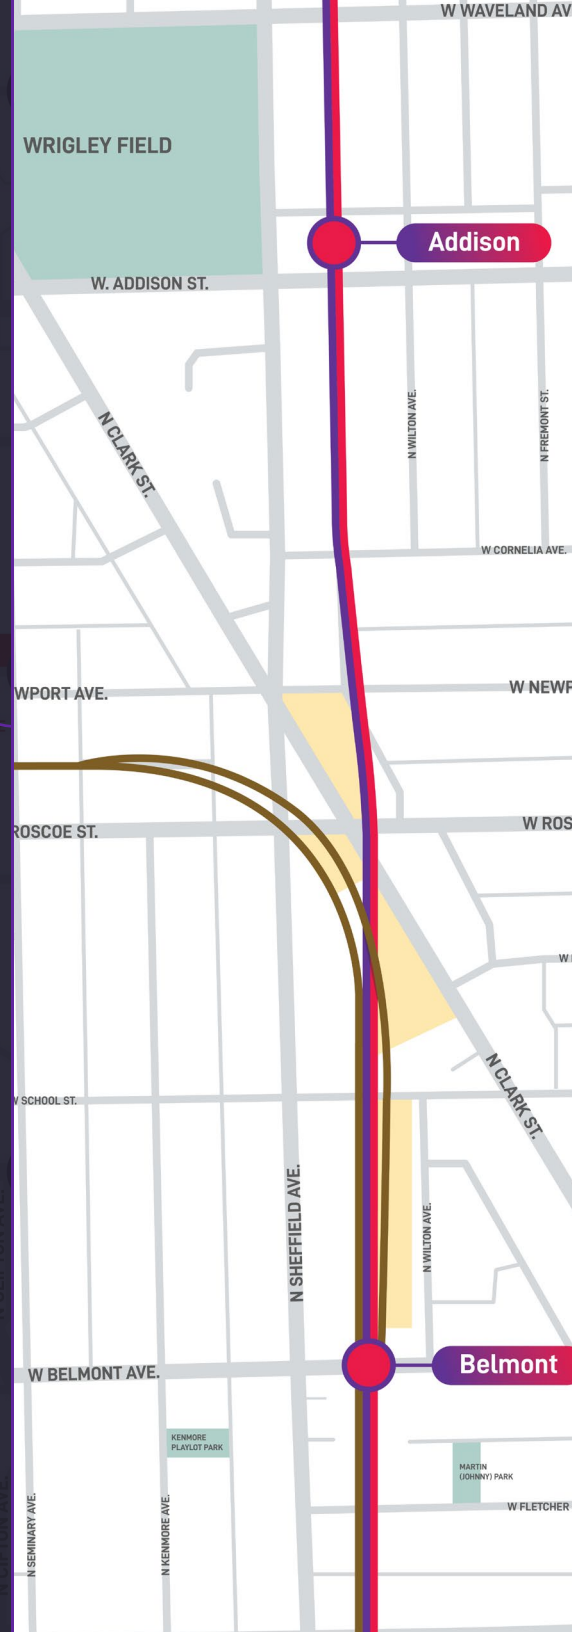 W WAVELAND AV
WRIGLEY FIELD
Addison
W. ADDISON ST.
N CLARK ST.
N WILTON AVE.
N FREMONT ST.
W CORNELIA AVE.
WPORT AVE.
W NEWP
ROSCOE ST.
W ROS
W
N CLARK ST.
W SCHOOL ST.
N SHEFFIELD AVE.
N WILTON AVE.
Belmont
W BELMONT AVE.
KENMORE
PLAYLOT PARK
MARTIN
(JOHNNY) PARK
W FLETCHER
N SEMINARY AVE.
N KENMORE AVE.